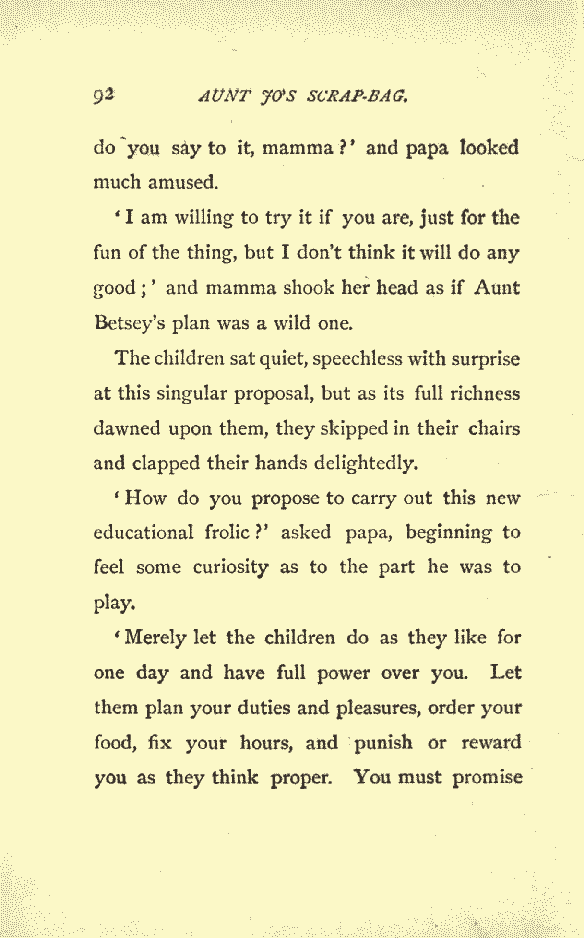 92 AUNT JO'S SCRAP-BAG.
do you say to it, mamma?' and papa looked
much amused.
'I am willing to try it if you are, just for the
fun of the thing, but I don't think it will do any
good;' and mamma shook her head as if Aunt
Betsey's plan was a wild one.
The children sat quiet, speechless with surprise
at this singular proposal, but as its full richness
dawned upon them, they skipped in their chairs
and clapped their hands delightedly.
'How do you propose to carry out this new
educational frolic?' asked papa, beginning to
feel some curiosity as to the part he was to
play.
'Merely let the children do as they like for
one day and have full power over you. Let
them plan your duties and pleasures, order your
food, fix your hours, and punish or reward
you as they think proper. You must promise